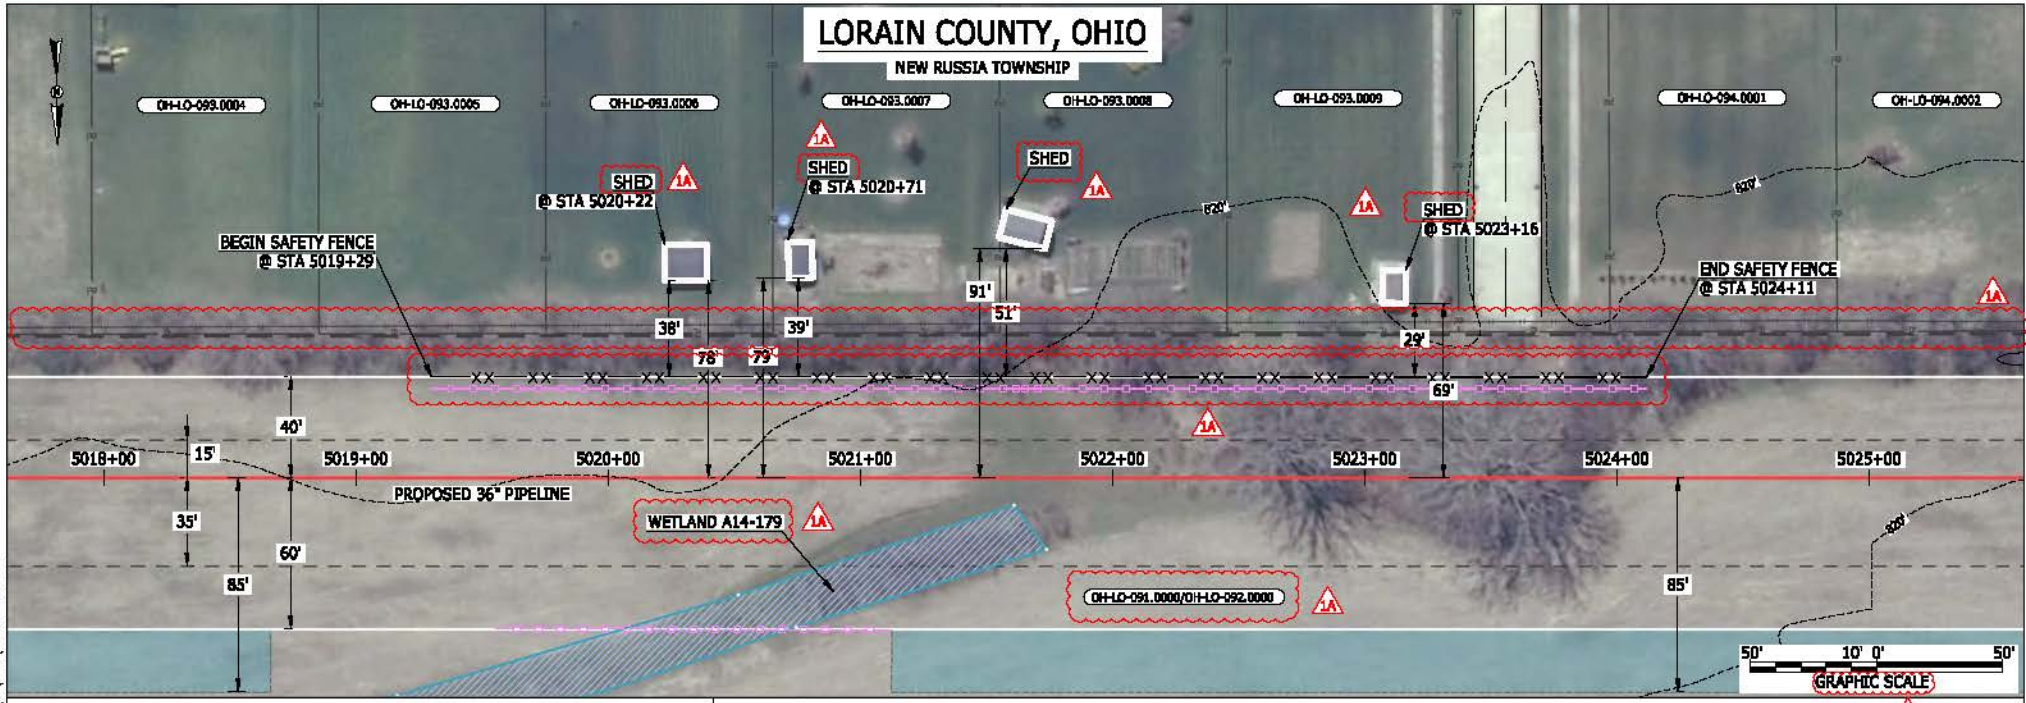 LORAIN COUNTY, OHIO
NEW RUSSIA TOWNSHIP
N
OH-LO-093.0004
OH-LO-093.0005
OH-LO-093.0006
OH-LO-093.0007
OH-LO-093.0008
OH-LO-093.0009
OH-LO-094.0001
OH-LO-094.0002
1A
SHED
@ STA 5020+22
1A
SHED
@ STA 5020+71
SHED
1A
1A
SHED
@ STA 5023+16
820'
820'
BEGIN SAFETY FENCE
@ STA 5019+29
END SAFETY FENCE
@ STA 5024+11
1A
38'
78'
79'
39'
91'
51'
29'
69'
40'
15'
1A
5018+00
5019+00
5020+00
5021+00
5022+00
5023+00
5024+00
5025+00
PROPOSED 36" PIPELINE
35'
60'
85'
WETLAND A14-179
1A
820'
OH-LO-091.0000/OH-LO-092.0000
1A
85'
50'
10'
0'
50'
GRAPHIC SCALE